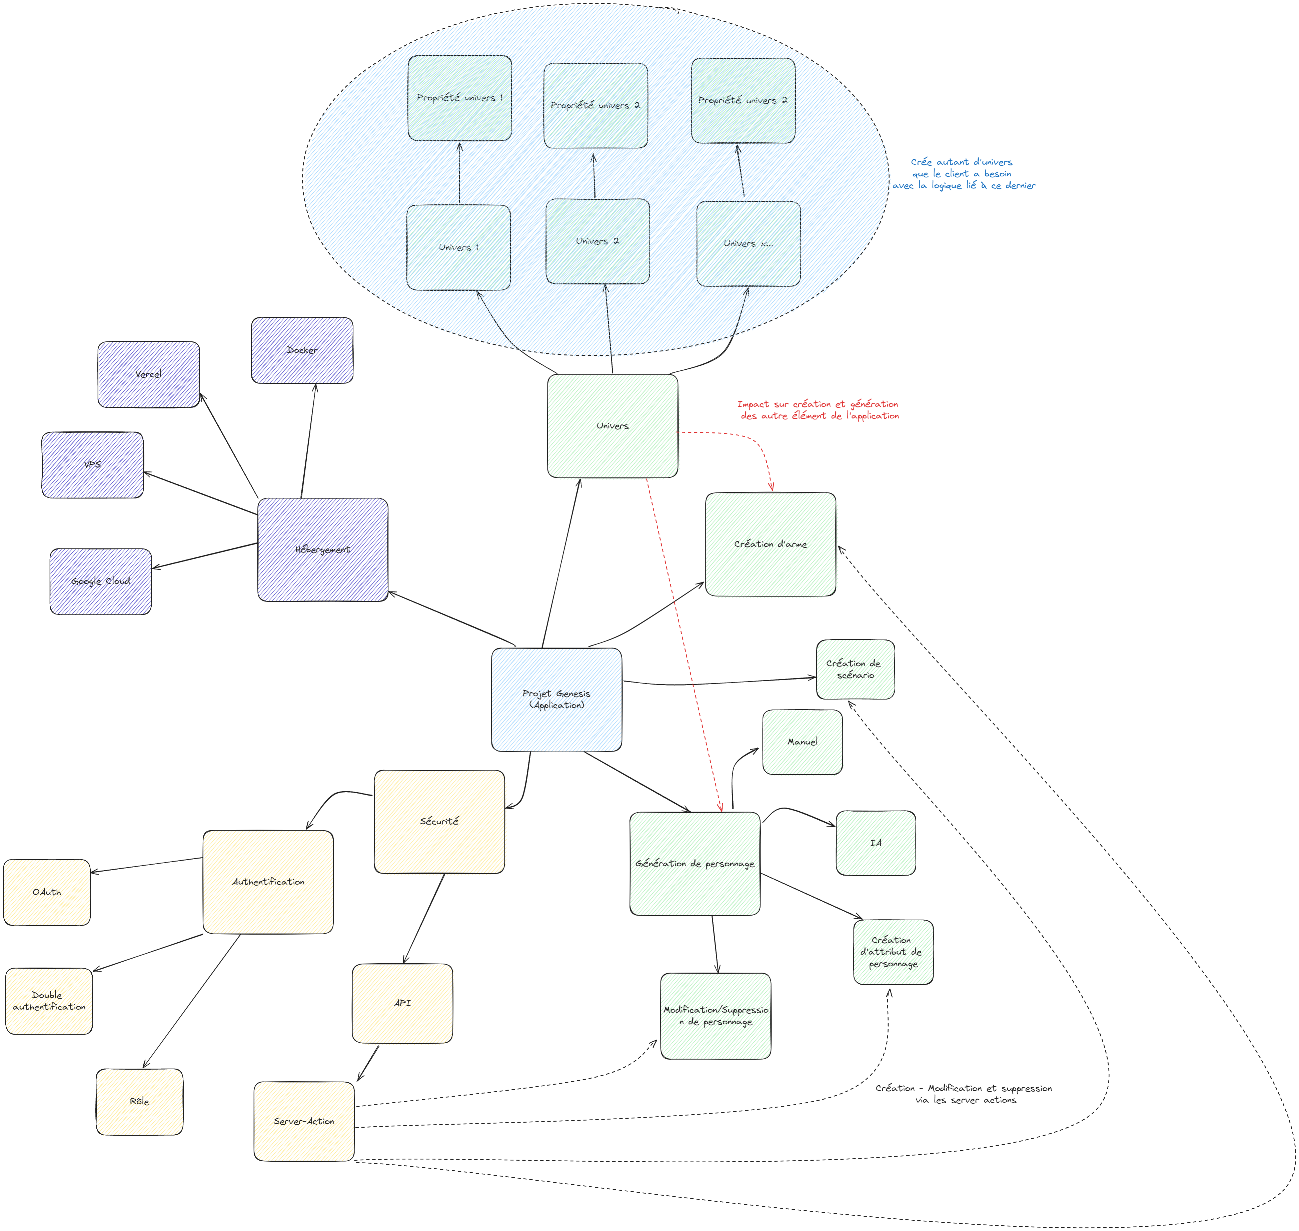 Propriété univers 1
Propriété univers 2
Propriété univers 2
Crée autant d'univers
que le client a besoin
avec la logique lié à ce dernier
Univers 1
Univers 2
Univers x...
Docker
Vercel
Impact sur création et génération
des autre élément de l'application
Univers
VPS
Création d'arme
Hébergement
Google Cloud
Création de
scénario
Projet Genesis
(Application)
Manuel
Sécurité
IA
Génération de personnage
Authentification
OAuth
Création
d'attribut de
personnage
Double
authentification
API
Modification/Suppressio
n de personnage
Création - Modification et suppression
via les server actions
Rôle
Server-Action